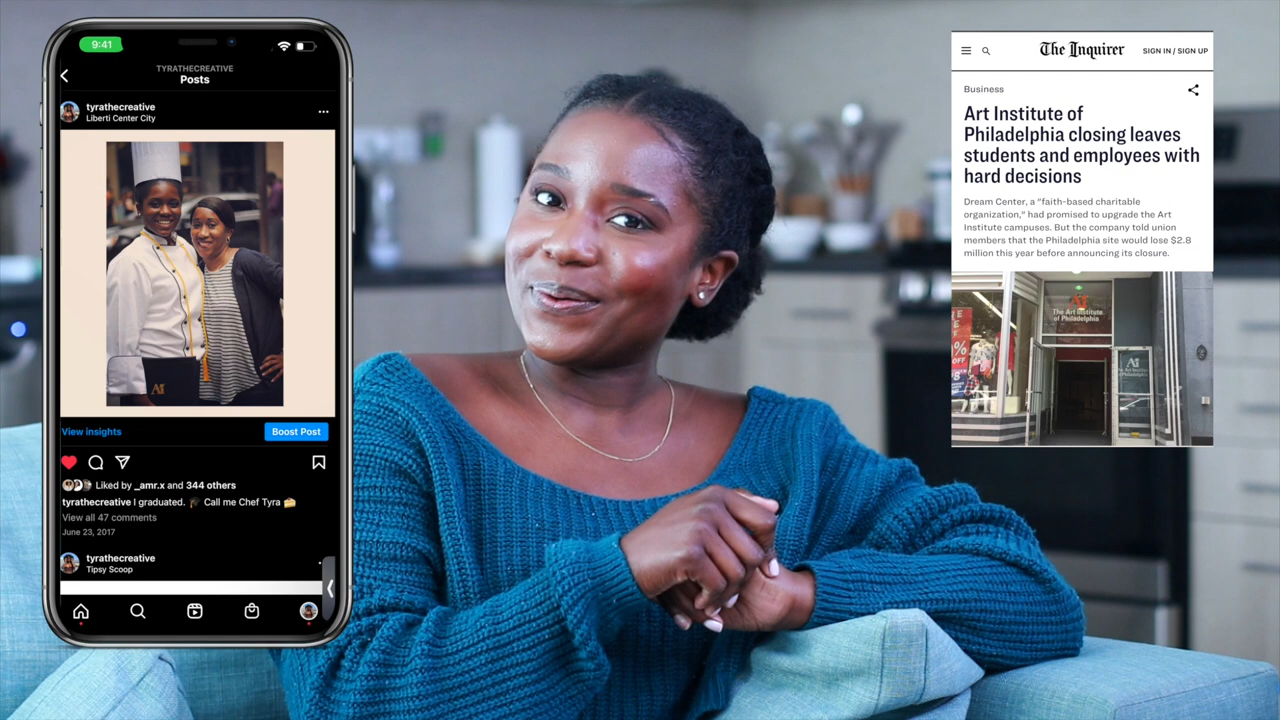 9:41
TYRATHECREATIVE
Posts
tyrathecreative
Liberti Center City
AI
View insights
Boost Post
Liked by _amr.x and 344 others
tyrathecreative I graduated. 🎓 Call me Chef Tyra 🍰
View all 47 comments
June 23, 2017
tyrathecreative
Tipsy Scoop
The Inquirer
SIGN IN / SIGN UP
Business
Art Institute of
Philadelphia closing leaves
students and employees with
hard decisions
Dream Center, a "faith-based charitable
organization," had promised to upgrade the Art
Institute campuses. But the company told union
members that the Philadelphia site would lose $2.8
million this year before announcing its closure.
The Art Institute
of Philadelphia
AI